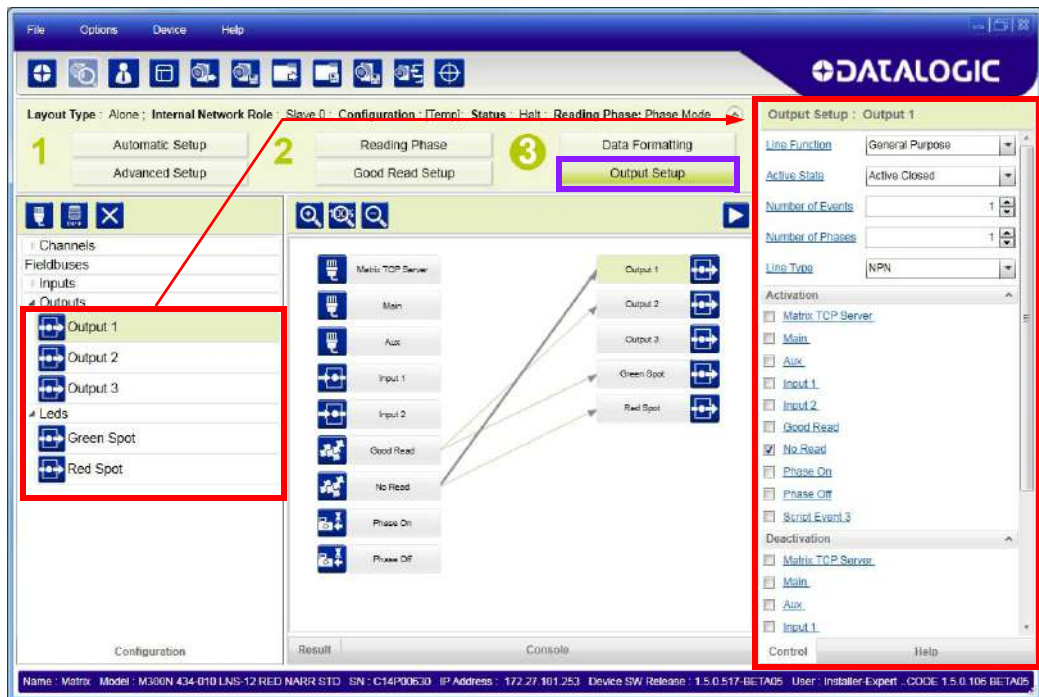 File Options Device Help
DATALOGIC
Layout Type : Alone ; Internal Network Role : Slave 0 : Configuration : [Temp]: Status : Halt : Reading Phase: Phase Mode
1 Automatic Setup 2 Reading Phase 3 Data Formatting
Advanced Setup Good Read Setup Output Setup
100%
Channels
Fieldbuses
Inputs
Outputs
Output 1
Output 2
Output 3
Leds
Green Spot
Red Spot
Configuration
Matrix TCP Server
Main
Aux
Input 1
Input 2
Good Read
No Read
Phase On
Phase Off
Output 1
Output 2
Output 3
Green Spot
Red Spot
Result Console
Output Setup : Output 1
Line Function General Purpose
Active State Active Closed
Number of Events 1
Number of Phases 1
Line Type NPN
Activation
Matrix TCP Server
Main
Aux
Input 1
Input 2
Good Read
No Read
Phase On
Phase Off
Script Event 3
Deactivation
Matrix TCP Server
Main
Aux
Input 1
Control Help
Name : Matrix Model : M300N 434-010 LNS-12 RED NARR STD SN : C14P00630 IP Address : 172.27.101.253 Device SW Release : 1.5.0.517-BETA05 User : Installer-Expert ..CODE 1.5.0.106 BETA05